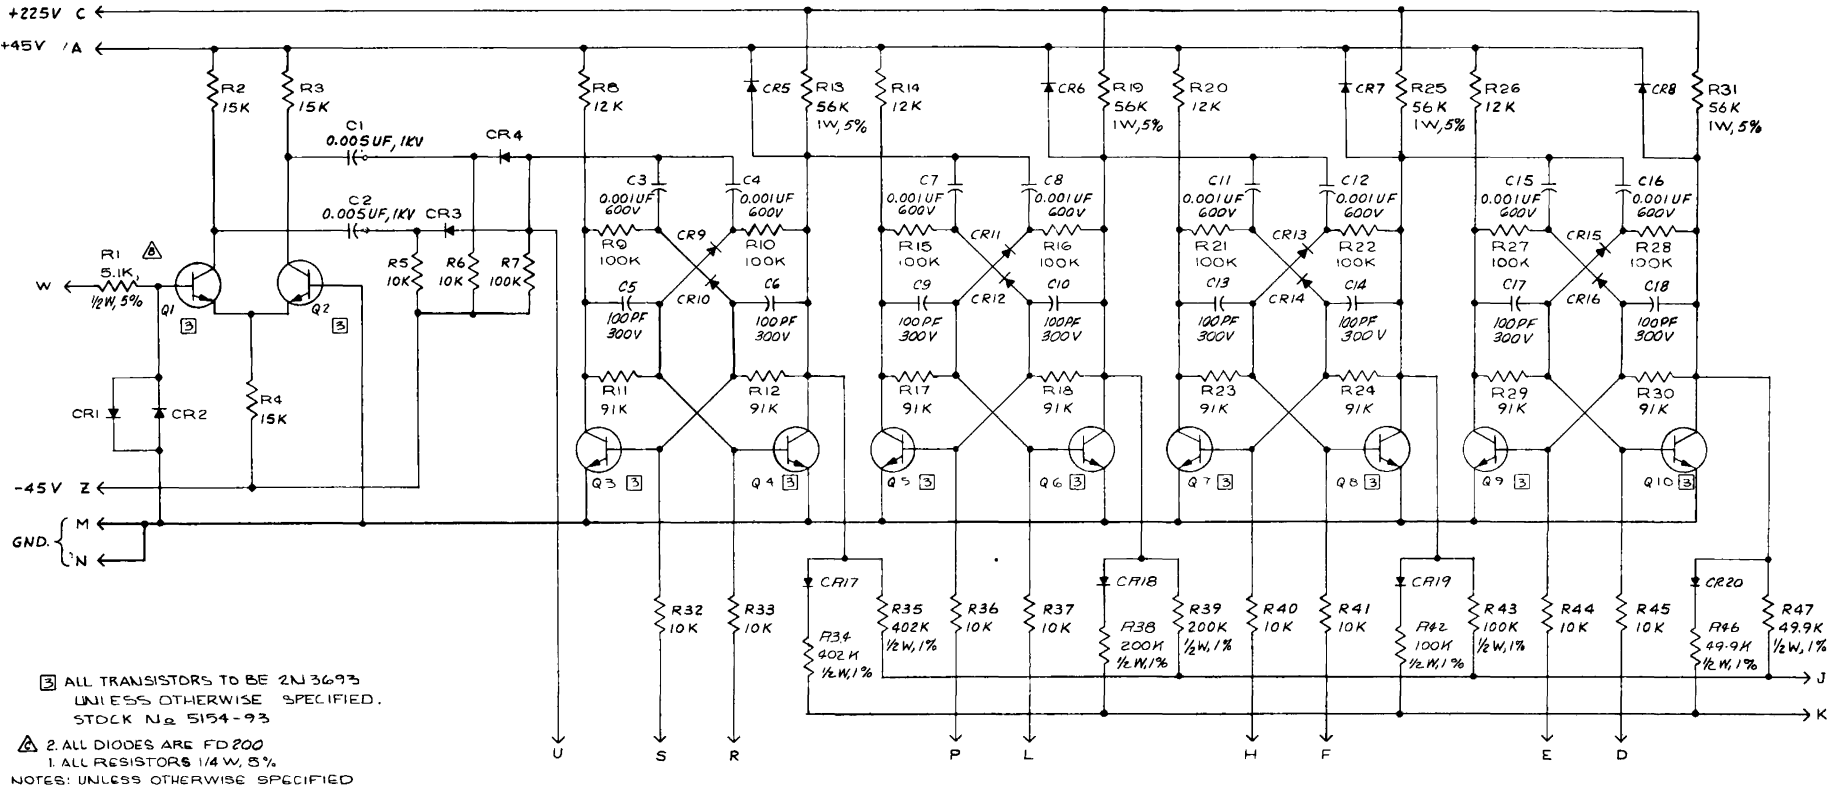 +225V C
+45V A
R2
15K
R3
15K
C1
0.005UF, 1KV
CR4
C2
0.005UF, 1KV
CR3
R1
5.1K,
½W, 5%
B
W
Q1
3
Q2
3
R5
10K
R6
10K
R7
100K
CR1
CR2
R4
15K
-45V Z
GND.
M
N
R8
12K
CR5
R13
56K
1W, 5%
R14
12K
CR6
R19
56K
1W, 5%
R20
12K
CR7
R25
56K
1W, 5%
R26
12K
CR8
R31
56K
1W, 5%
C3
0.001UF
600V
C4
0.001UF
600V
C7
0.001UF
600V
C8
0.001UF
600V
C11
0.001UF
600V
C12
0.001UF
600V
C15
0.001UF
600V
C16
0.001UF
600V
R9
100K
CR9
R10
100K
R15
100K
CR11
R16
100K
R21
100K
CR13
R22
100K
R27
100K
CR15
R28
100K
C5
100PF
300V
CR10
C6
100PF
300V
C9
100PF
300V
CR12
C10
100PF
300V
C13
100PF
300V
CR14
C14
100PF
300V
C17
100PF
300V
CR16
C18
100PF
300V
R11
91K
R12
91K
R17
91K
R18
91K
R23
91K
R24
91K
R29
91K
R30
91K
Q3 3
Q4 3
Q5 3
Q6 3
Q7 3
Q8 3
Q9 3
Q10 3
CR17
CR18
CR19
CR20
R32
10K
R33
10K
R34
402K
½W, 1%
R35
402K
½W, 1%
R36
10K
R37
10K
R38
200K
½W, 1%
R39
200K
½W, 1%
R40
10K
R41
10K
R42
100K
½W, 1%
R43
100K
½W, 1%
R44
10K
R45
10K
R46
49.9K
½W, 1%
R47
49.9K
½W, 1%
J
K
U
S
R
P
L
H
F
E
D
3 ALL TRANSISTORS TO BE 2N3693
UNLESS OTHERWISE SPECIFIED.
STOCK No 5154-93
C 2. ALL DIODES ARE FD200
1. ALL RESISTORS 1/4 W, 5%
NOTES: UNLESS OTHERWISE SPECIFIED